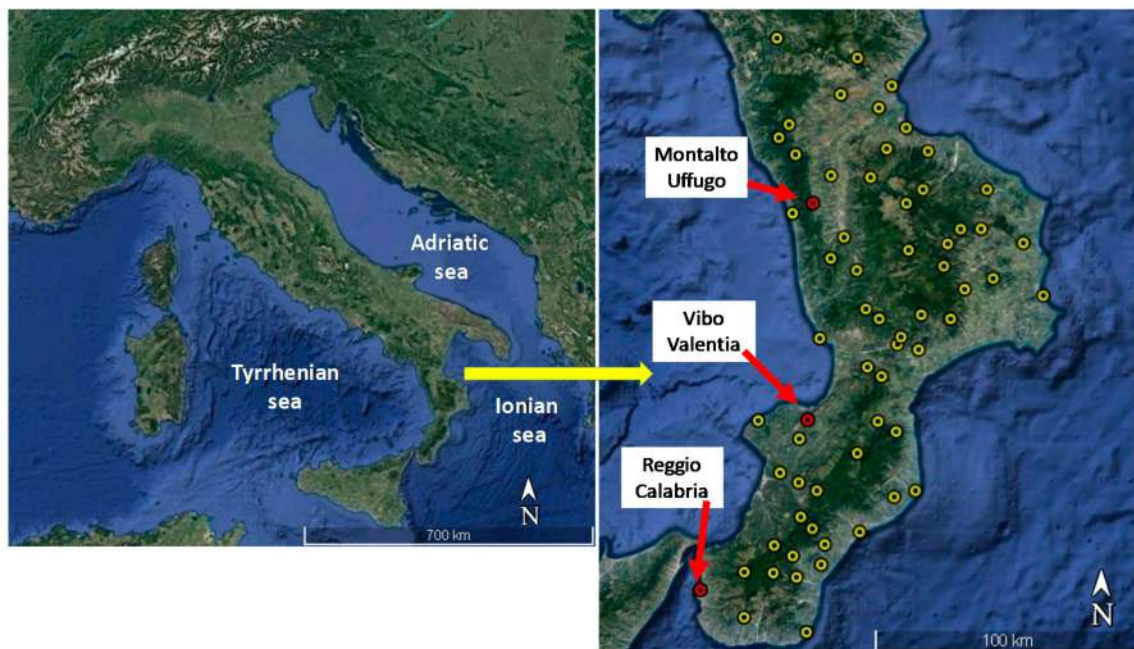 Adriatic
sea
Tyrrhenian
sea
Ionian
sea
N
700 km
Montalto
Uffugo
Vibo
Valentia
Reggio
Calabria
N
100 km